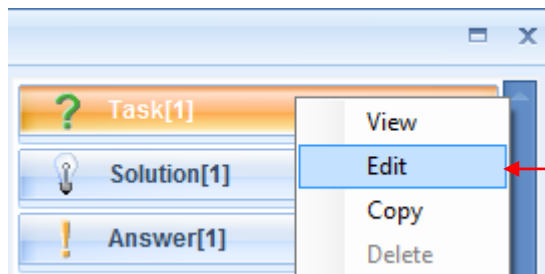 Task[1]
View
Solution[1]
Edit
Copy
Answer[1]
Delete